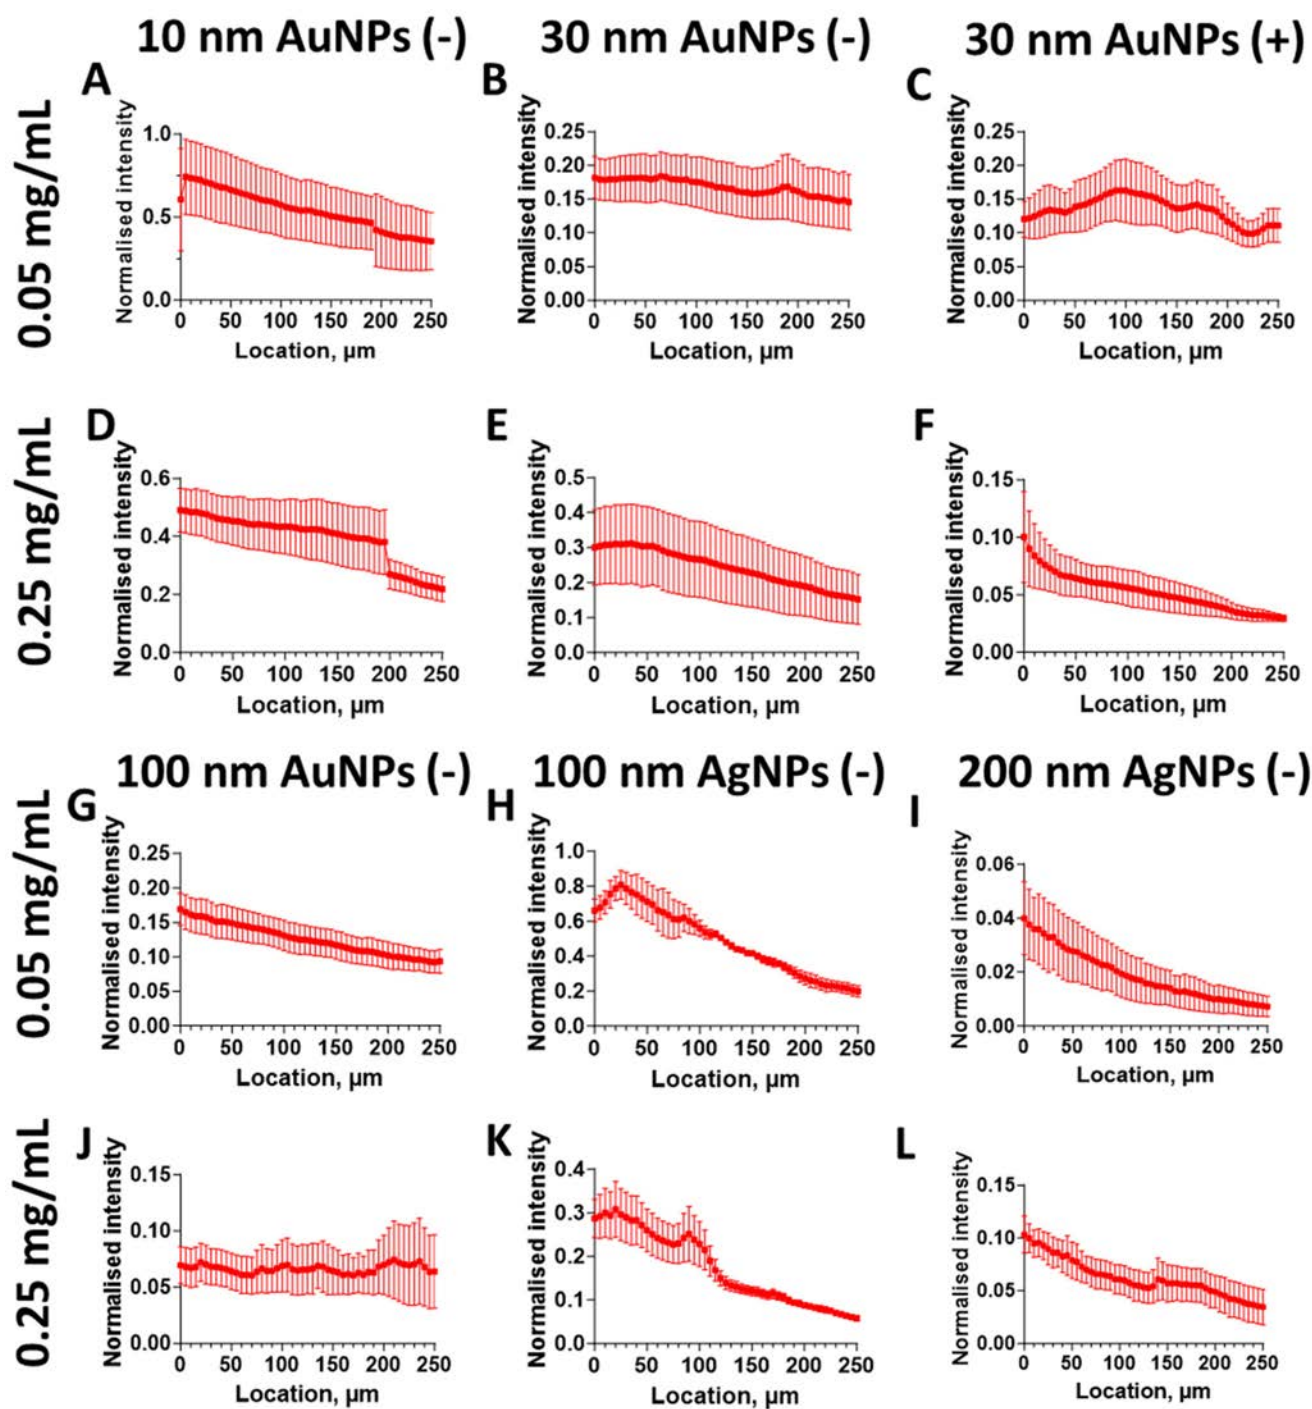 10 nm AuNPs (-) 30 nm AuNPs (-) 30 nm AuNPs (+)
0.05 mg/mL
A
Normalised intensity
1.0
0.5
0.0
0 50 100 150 200 250
Location, µm
B
Normalised intensity
0.25
0.20
0.15
0.10
0.05
0.00
0 50 100 150 200 250
Location, µm
C
Normalised intensity
0.25
0.20
0.15
0.10
0.05
0.00
0 50 100 150 200 250
Location, µm
0.25 mg/mL
D
Normalised intensity
0.6
0.4
0.2
0.0
0 50 100 150 200 250
Location, µm
E
Normalised intensity
0.5
0.4
0.3
0.2
0.1
0.0
0 50 100 150 200 250
Location, µm
F
Normalised intensity
0.15
0.10
0.05
0.00
0 50 100 150 200 250
Location, µm
100 nm AuNPs (-) 100 nm AgNPs (-) 200 nm AgNPs (-)
0.05 mg/mL
G
Normalised intensity
0.25
0.20
0.15
0.10
0.05
0.00
0 50 100 150 200 250
Location, µm
H
Normalised intensity
1.0
0.8
0.6
0.4
0.2
0.0
0 50 100 150 200 250
Location, µm
I
Normalised intensity
0.06
0.04
0.02
0.00
0 50 100 150 200 250
Location, µm
0.25 mg/mL
J
Normalised intensity
0.15
0.10
0.05
0.00
0 50 100 150 200 250
Location, µm
K
Normalised intensity
0.4
0.3
0.2
0.1
0.0
0 50 100 150 200 250
Location, µm
L
Normalised intensity
0.15
0.10
0.05
0.00
0 50 100 150 200 250
Location, µm